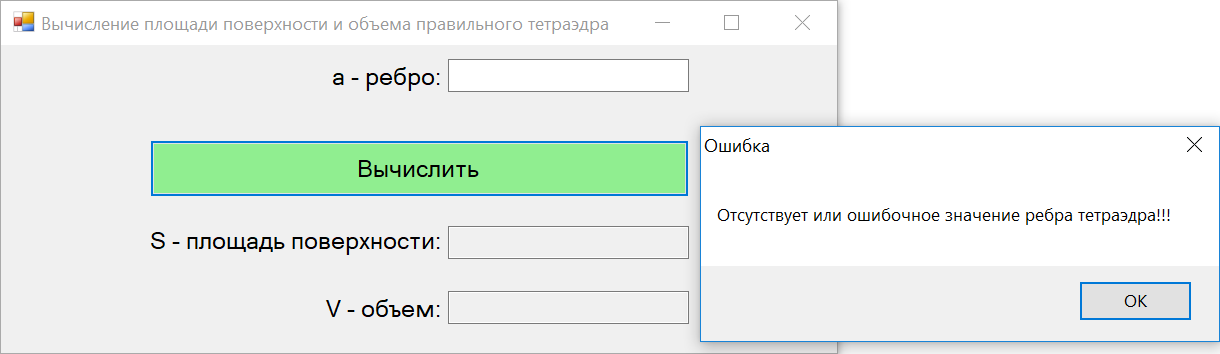 Вычисление площади поверхности и объема правильного тетраэдра
a - ребро:
Вычислить
S - площадь поверхности:
V - объем:
Ошибка
Отсутствует или ошибочное значение ребра тетраэдра!!!
OK